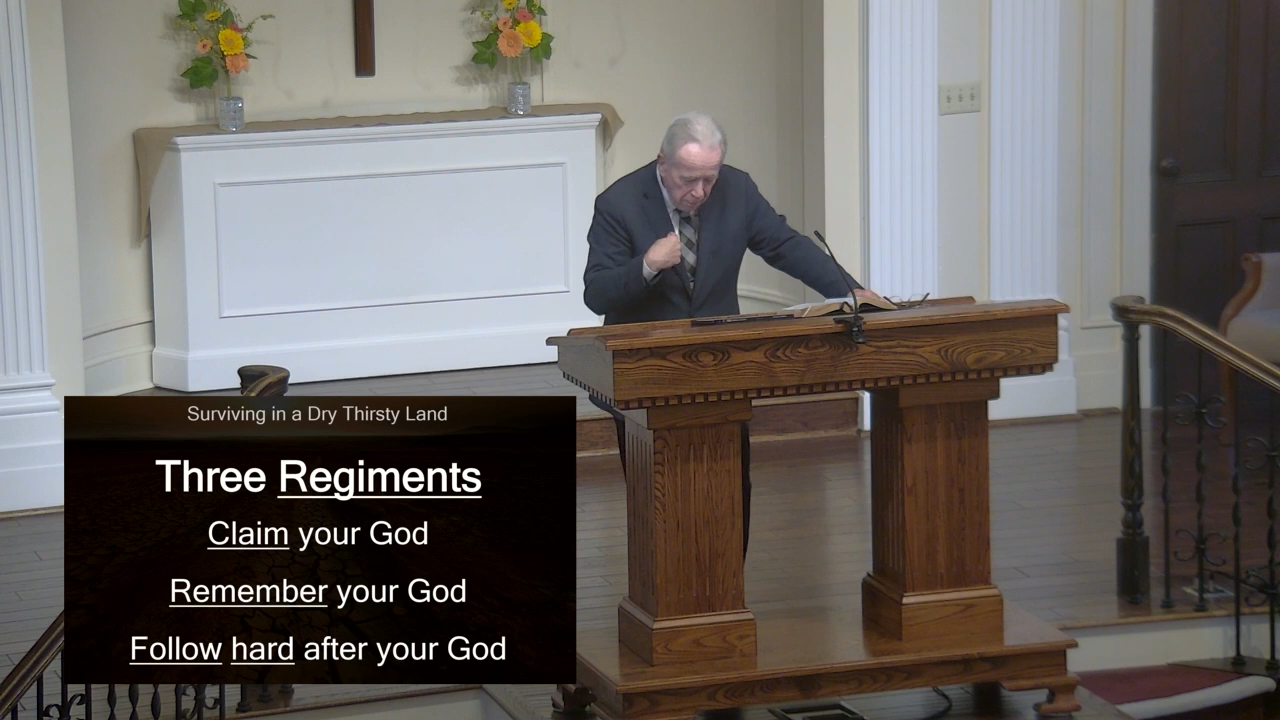 Surviving in a Dry Thirsty Land
Three Regiments
Claim your God
Remember your God
Follow hard after your God